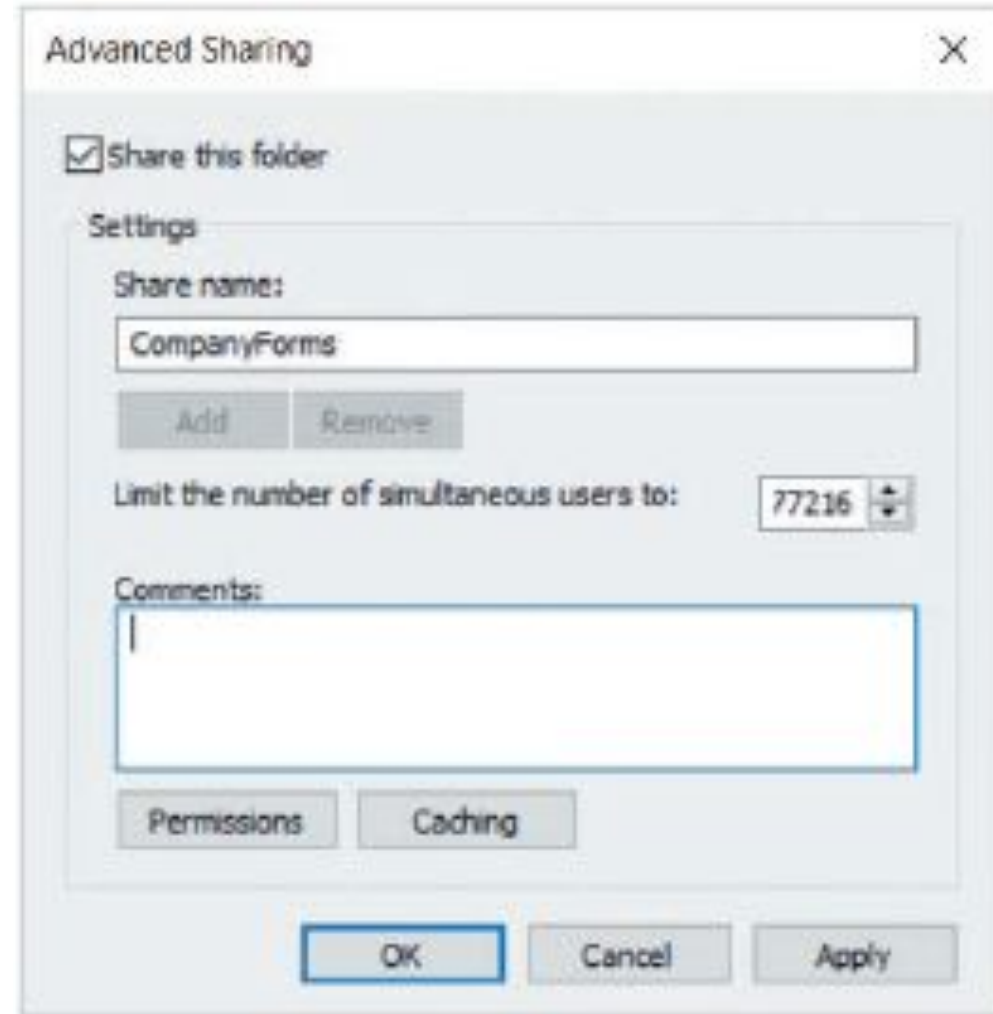 Advanced Sharing
Share this folder
Settings
Share name:
CompanyForms
Add Remove
Limit the number of simultaneous users to: 77216
Comments:
Permissions Caching
OK Cancel Apply